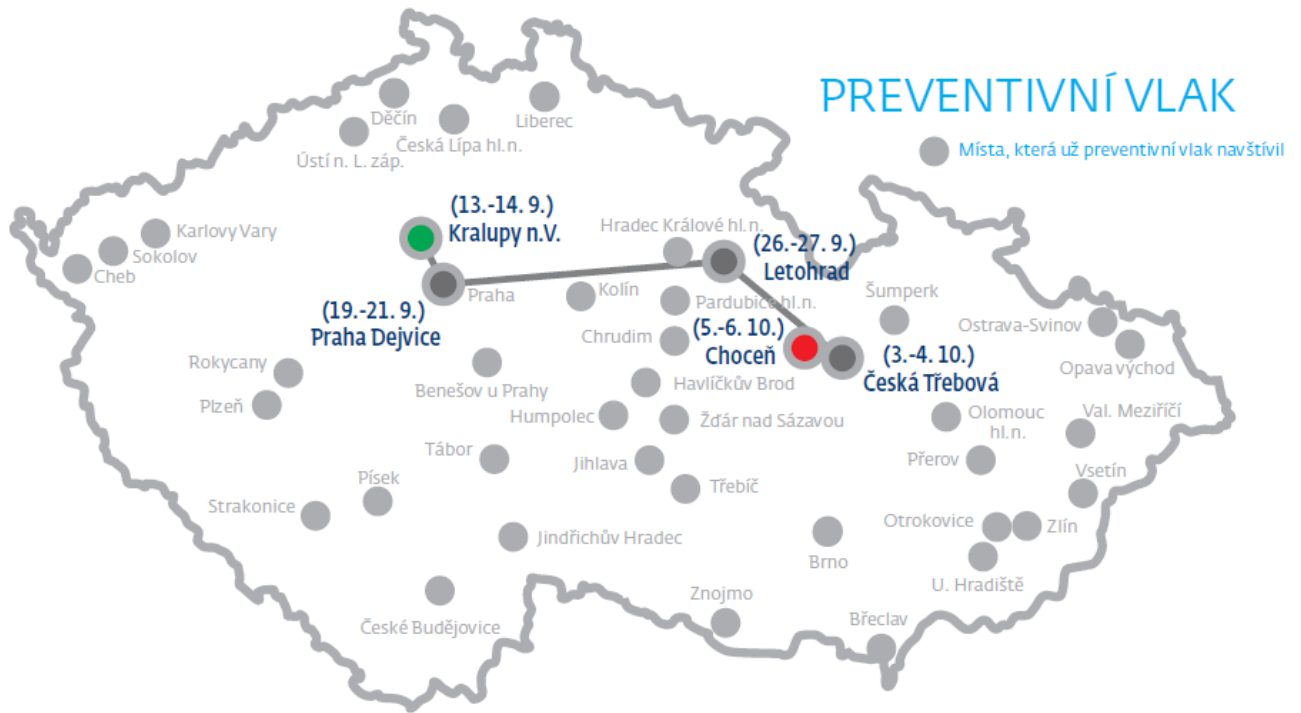 PREVENTIVNÍ VLAK
Místa, která už preventivní vlak navštívil
Děčín
Liberec
Česká Lípa hl.n.
Ústí n. L. záp.
(13.-14. 9.)
Kralupy n.V.
Hradec Králové hl.n.
Karlovy Vary
Sokolov
Cheb
(26.-27. 9.)
Letohrad
Praha
Kolín
Pardubice hl.n.
Šumperk
(19.-21. 9.)
Praha Dejvice
Chrudim
(5.-6. 10.)
Choceň
(3.-4. 10.)
Česká Třebová
Ostrava-Svinov
Opava východ
Rokycany
Plzeň
Benešov u Prahy
Havlíčkův Brod
Humpolec
Žďár nad Sázavou
Olomouc
hl.n.
Val. Meziříčí
Tábor
Jihlava
Přerov
Vsetín
Písek
Třebíč
Strakonice
Jindřichův Hradec
Otrokovice
Zlín
Brno
U. Hradiště
Znojmo
Břeclav
České Budějovice